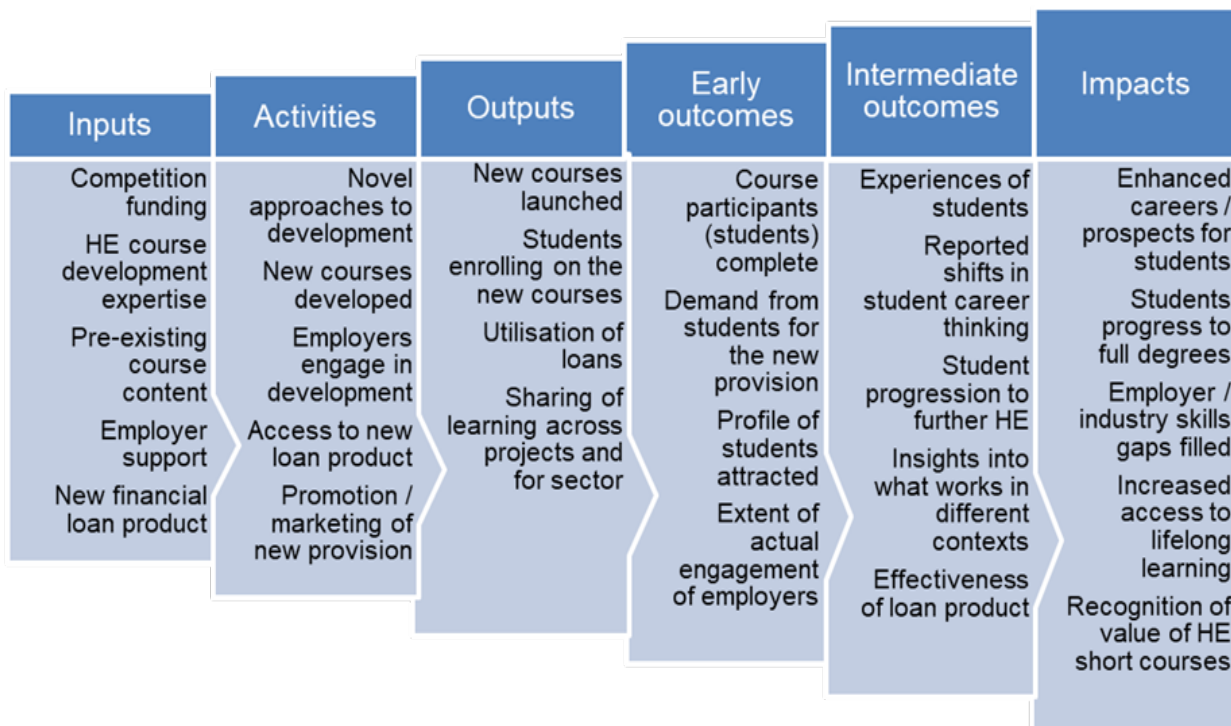 Inputs
Competition
funding
HE course
development
expertise
Pre-existing
course
content
Employer
support
New financial
loan product
Activities
Novel
approaches to
development
New courses
developed
Employers
engage in
development
Access to new
loan product
Promotion /
marketing of
new provision
Outputs
New courses
launched
Students
enrolling on the
new courses
Utilisation of
loans
Sharing of
learning across
projects and
for sector
Early
outcomes
Course
participants
(students)
complete
Demand from
students for
the new
provision
Profile of
students
attracted
Extent of
actual
engagement
of employers
Intermediate
outcomes
Experiences of
students
Reported
shifts in
student career
thinking
Student
progression to
further HE
Insights into
what works in
different
contexts
Effectiveness
of loan product
Impacts
Enhanced
careers /
prospects for
students
Students
progress to
full degrees
Employer /
industry skills
gaps filled
Increased
access to
lifelong
learning
Recognition of
value of HE
short courses